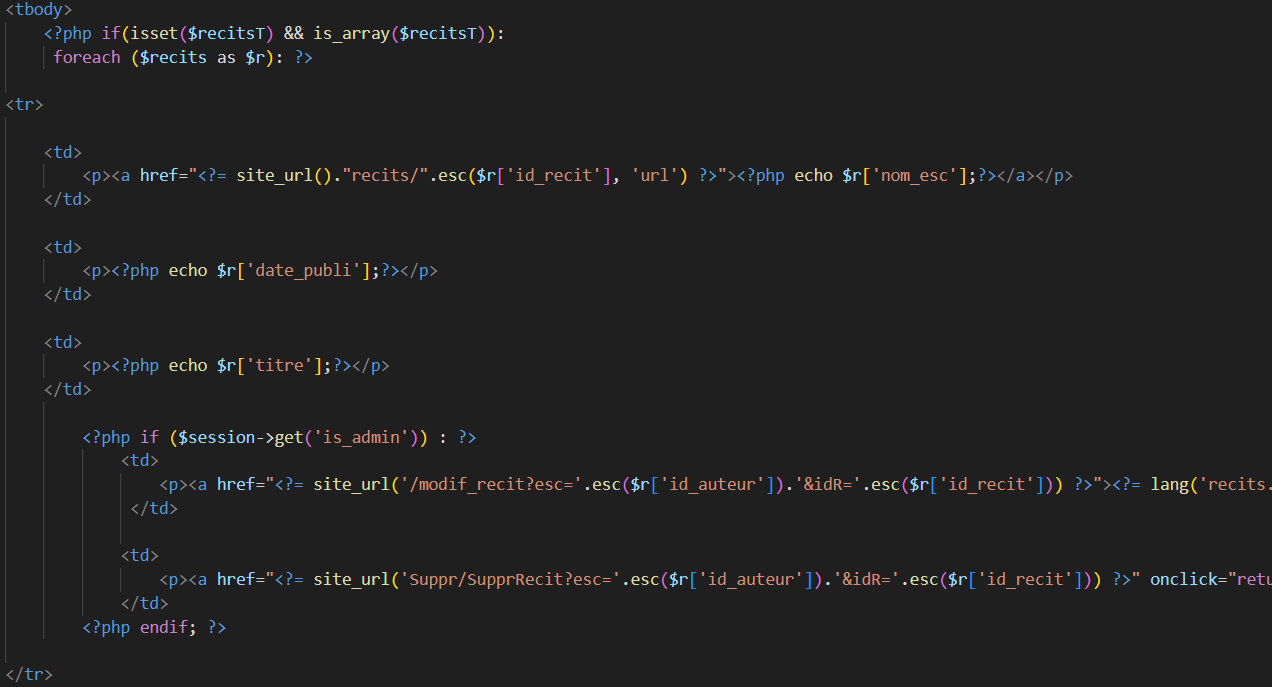 <tbody>
<?php if(isset($recitsT) && is_array($recitsT)):
foreach ($recits as $r): ?>
<tr>
<td>
<p><a href="<?= site_url()."recits/".esc($r['id_recit'], 'url') ?>"><?php echo $r['nom_esc'];?></a></p>
</td>
<td>
<p><?php echo $r['date_publi'];?></p>
</td>
<td>
<p><?php echo $r['titre'];?></p>
</td>
<?php if ($session->get('is_admin')) : ?>
<td>
<p><a href="<?= site_url('/modif_recit?esc='.esc($r['id_auteur']).'&idR='.esc($r['id_recit'])) ?>"><?= lang('recits.
</td>
<td>
<p><a href="<?= site_url('Suppr/SupprRecit?esc='.esc($r['id_auteur']).'&idR='.esc($r['id_recit'])) ?>" onclick="retu
</td>
<?php endif; ?>
</tr>